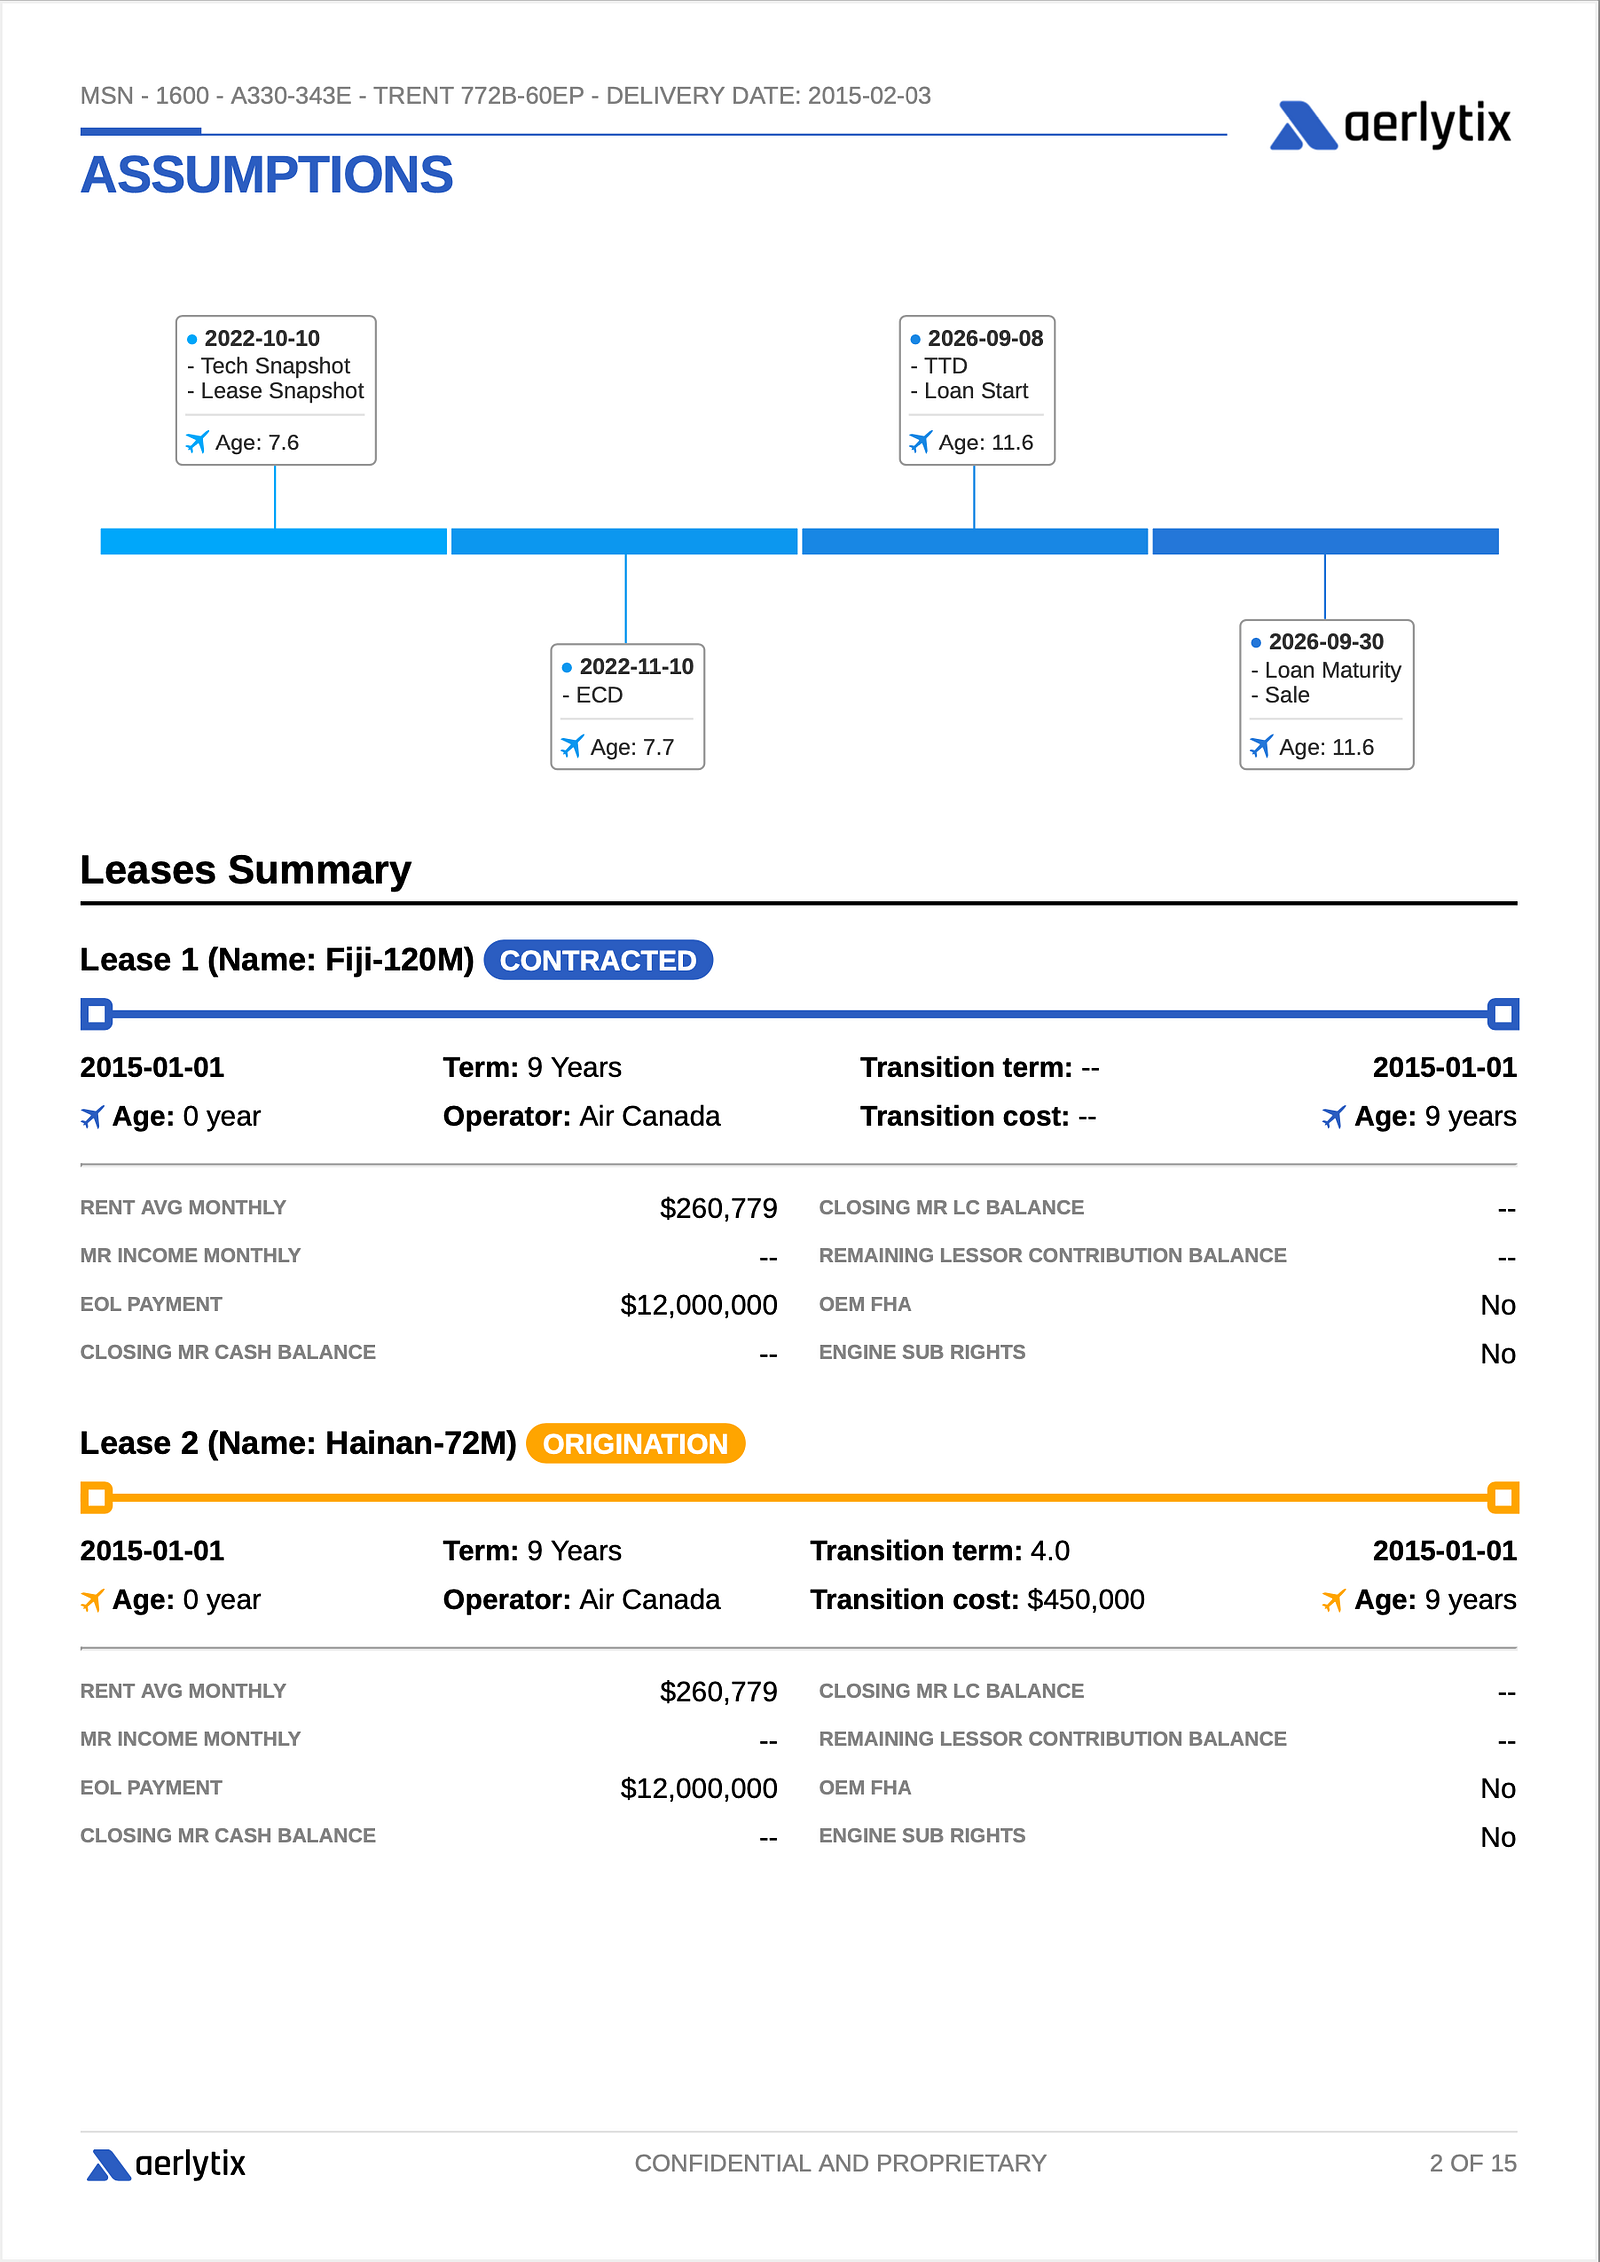 MSN - 1600 - A330-343E - TRENT 772B-60EP - DELIVERY DATE: 2015-02-03
aerlytix
ASSUMPTIONS
2022-10-10
- Tech Snapshot
- Lease Snapshot
Age: 7.6
2026-09-08
- TTD
- Loan Start
Age: 11.6
2022-11-10
- ECD
Age: 7.7
2026-09-30
- Loan Maturity
- Sale
Age: 11.6
Leases Summary
Lease 1 (Name: Fiji-120M) CONTRACTED
2015-01-01 Term: 9 Years Transition term: -- 2015-01-01
Age: 0 year Operator: Air Canada Transition cost: -- Age: 9 years
RENT AVG MONTHLY $260,779 CLOSING MR LC BALANCE --
MR INCOME MONTHLY -- REMAINING LESSOR CONTRIBUTION BALANCE --
EOL PAYMENT $12,000,000 OEM FHA No
CLOSING MR CASH BALANCE -- ENGINE SUB RIGHTS No
Lease 2 (Name: Hainan-72M) ORIGINATION
2015-01-01 Term: 9 Years Transition term: 4.0 2015-01-01
Age: 0 year Operator: Air Canada Transition cost: $450,000 Age: 9 years
RENT AVG MONTHLY $260,779 CLOSING MR LC BALANCE --
MR INCOME MONTHLY -- REMAINING LESSOR CONTRIBUTION BALANCE --
EOL PAYMENT $12,000,000 OEM FHA No
CLOSING MR CASH BALANCE -- ENGINE SUB RIGHTS No
aerlytix CONFIDENTIAL AND PROPRIETARY 2 OF 15